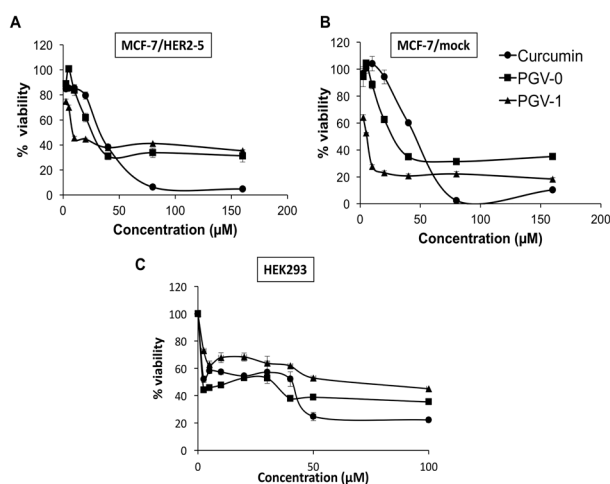 A
MCF-7/HER2-5
120
100
80
60
40
20
0
% viability
0 50 100 150 200
Concentration (µM)
B
MCF-7/mock
120
100
80
60
40
20
0
% viability
0 50 100 150 200
Concentration (µM)
Curcumin
PGV-0
PGV-1
C
HEK293
120
100
80
60
40
20
0
% viability
0 50 100
Concentration (µM)